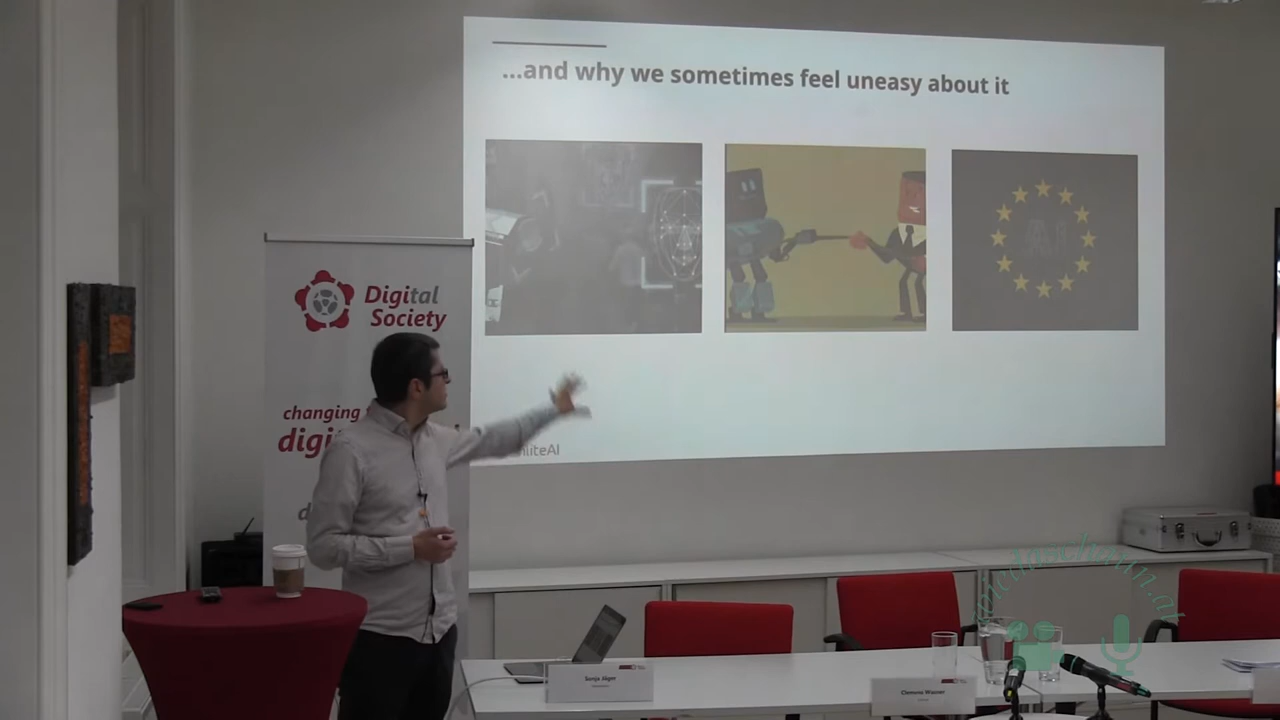 ...and why we sometimes feel uneasy about it
Digital
Society
changing
digi
d
liteAI
Sonja Jäger
Clemens Wasner